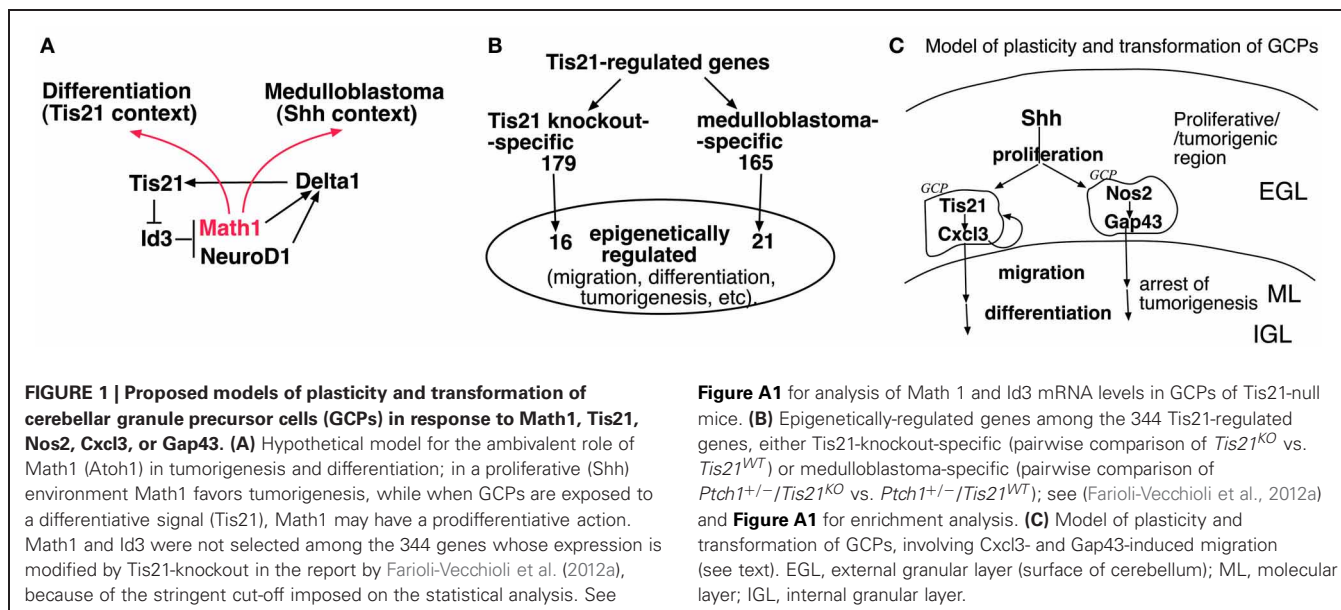 A
Differentiation
(Tis21 context)
Medulloblastoma
(Shh context)
Tis21
Delta1
Id3
Math1
NeuroD1
B
Tis21-regulated genes
Tis21 knockout-
-specific
179
medulloblastoma-
-specific
165
16
epigenetically
regulated
21
(migration, differentiation,
tumorigenesis, etc).
C Model of plasticity and transformation of GCPs
Shh
proliferation
Proliferative/
/tumorigenic
region
EGL
GCP
Tis21
Cxcl3
GCP
Nos2
Gap43
migration
differentiation
arrest of
tumorigenesis
ML
IGL
FIGURE 1 | Proposed models of plasticity and transformation of
cerebellar granule precursor cells (GCPs) in response to Math1, Tis21,
Nos2, Cxcl3, or Gap43. (A) Hypothetical model for the ambivalent role of
Math1 (Atoh1) in tumorigenesis and differentiation; in a proliferative (Shh)
environment Math1 favors tumorigenesis, while when GCPs are exposed to
a differentiative signal (Tis21), Math1 may have a prodifferentiative action.
Math1 and Id3 were not selected among the 344 genes whose expression is
modified by Tis21-knockout in the report by Farioli-Vecchioli et al. (2012a),
because of the stringent cut-off imposed on the statistical analysis. See
Figure A1 for analysis of Math 1 and Id3 mRNA levels in GCPs of Tis21-null
mice. (B) Epigenetically-regulated genes among the 344 Tis21-regulated
genes, either Tis21-knockout-specific (pairwise comparison of Tis21KO vs.
Tis21WT) or medulloblastoma-specific (pairwise comparison of
Ptch1+/−/Tis21KO vs. Ptch1+/−/Tis21WT); see (Farioli-Vecchioli et al., 2012a)
and Figure A1 for enrichment analysis. (C) Model of plasticity and
transformation of GCPs, involving Cxcl3- and Gap43-induced migration
(see text). EGL, external granular layer (surface of cerebellum); ML, molecular
layer; IGL, internal granular layer.